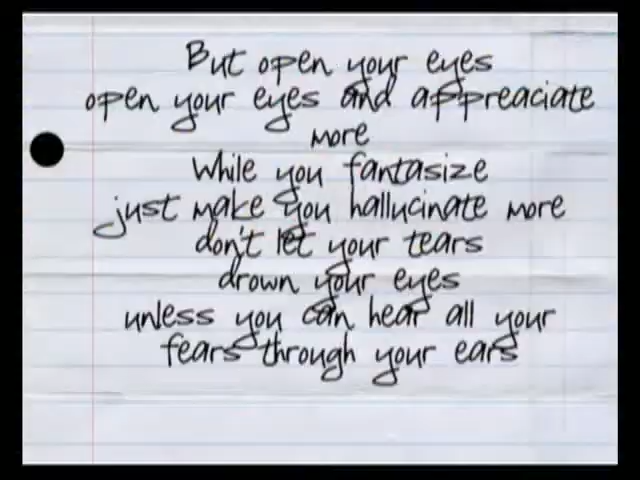 But open your eyes
open your eyes and appreaciate
more
While you fantasize
just make you hallucinate more
don't let your tears
drown your eyes
unless you can hear all your
fears through your ears